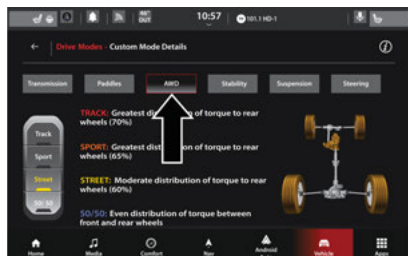 46°
OUT
10:57
101.1 HD-1
Drive Modes - Custom Mode Details
Transmission
Paddles
AWD
Stability
Suspension
Steering
Track
Sport
Street
50/50
TRACK: Greatest of torque to rear
wheels (70%)
SPORT: Greatest of torque to rear
wheels (65%)
STREET: Moderate distribution of torque to rear
wheels (60%)
50/50: Even distribution of torque between
front and rear wheels
Home
Media
Comfort
Nav
Android
Vehicle
Apps